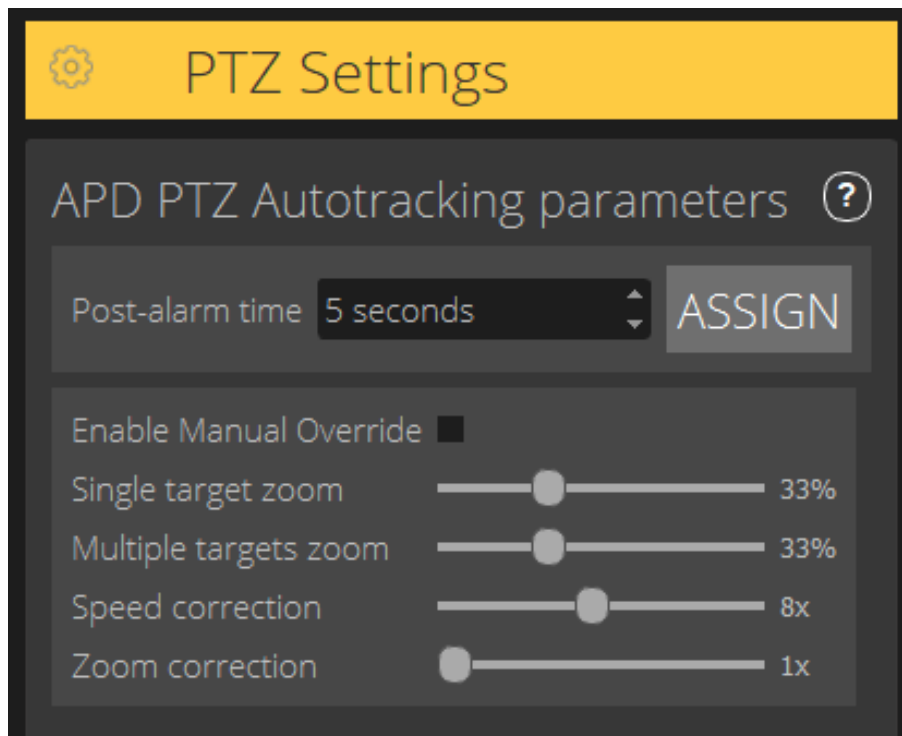 PTZ Settings
APD PTZ Autotracking parameters ?
Post-alarm time 5 seconds ASSIGN
Enable Manual Override
Single target zoom 33%
Multiple targets zoom 33%
Speed correction 8x
Zoom correction 1x